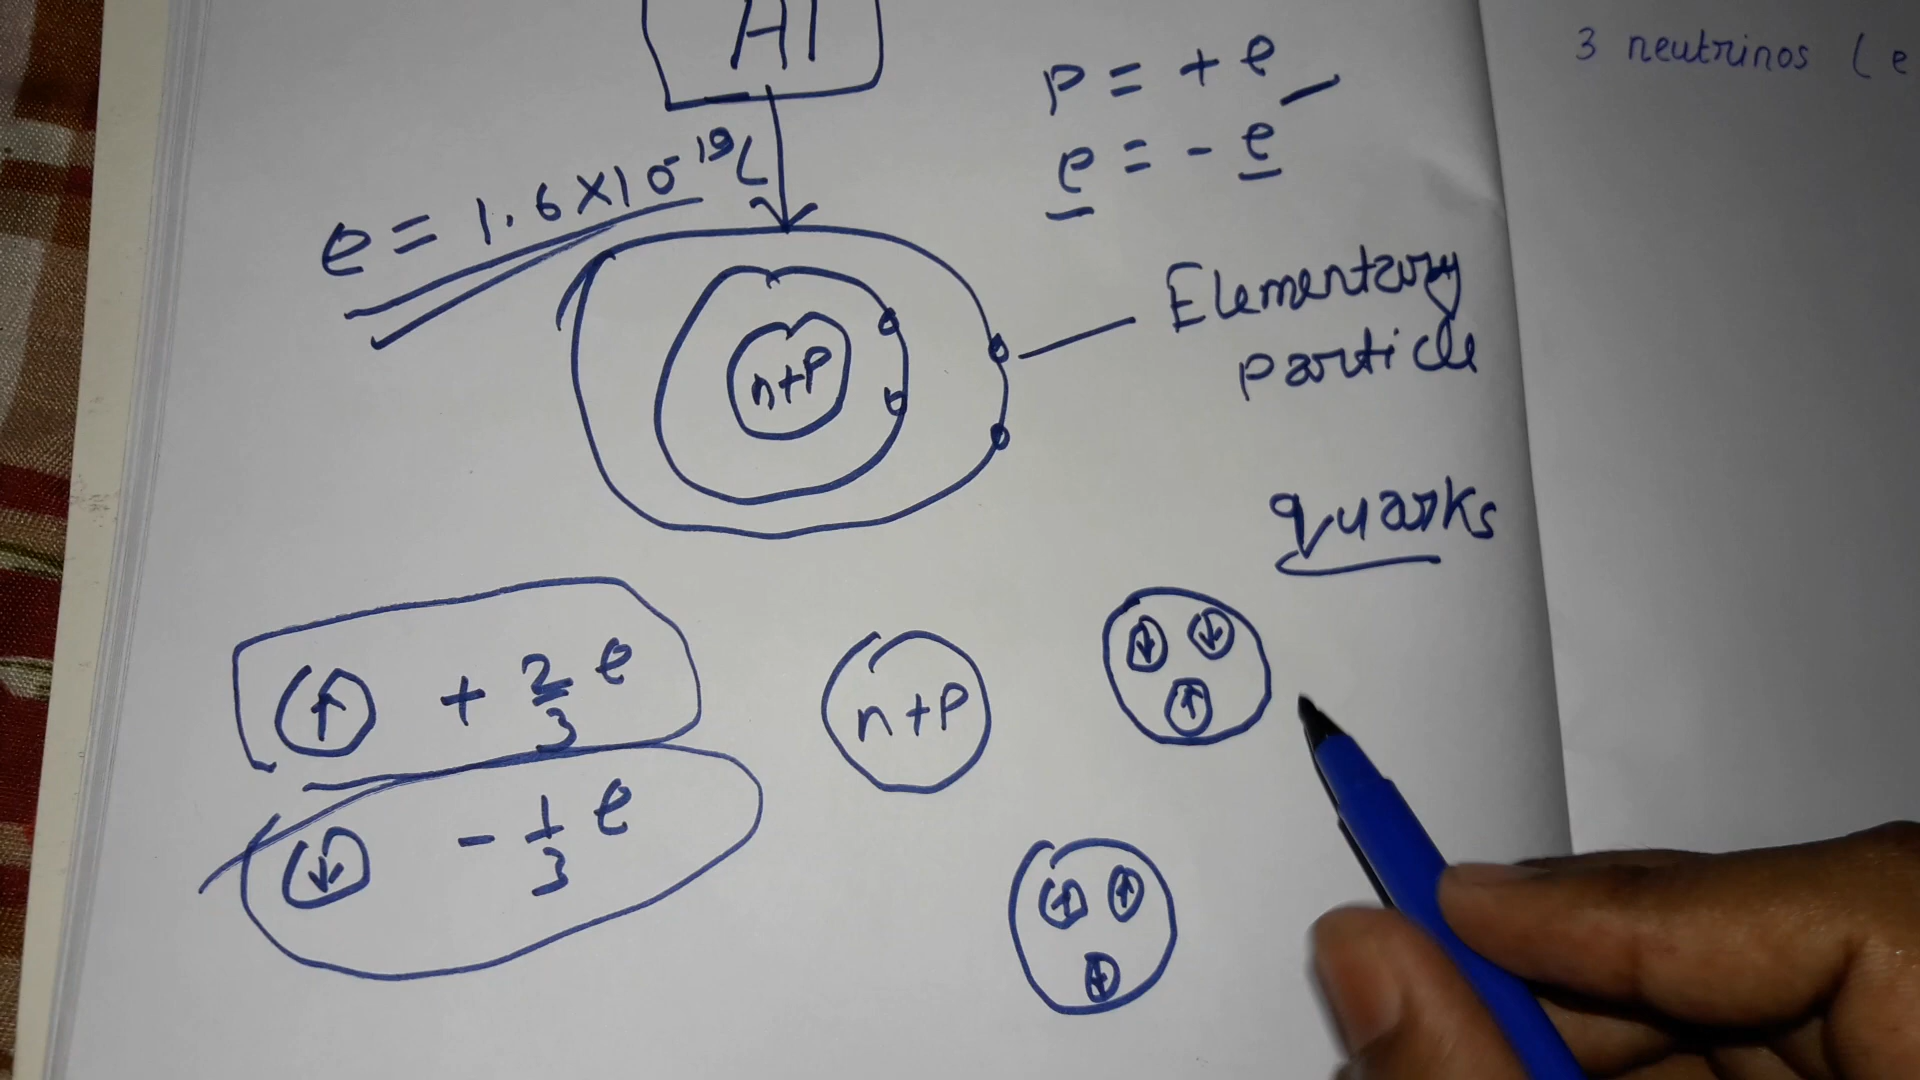 Al
P = + e
e = - e
e = 1.6 X 10^-19 C
n+P
Elementary
particle
quarks
↑ + 2/3 e
↓ - 1/3 e
n+P
↓ ↓
↑
↑ ↑
↓
3 neutrinos ( e